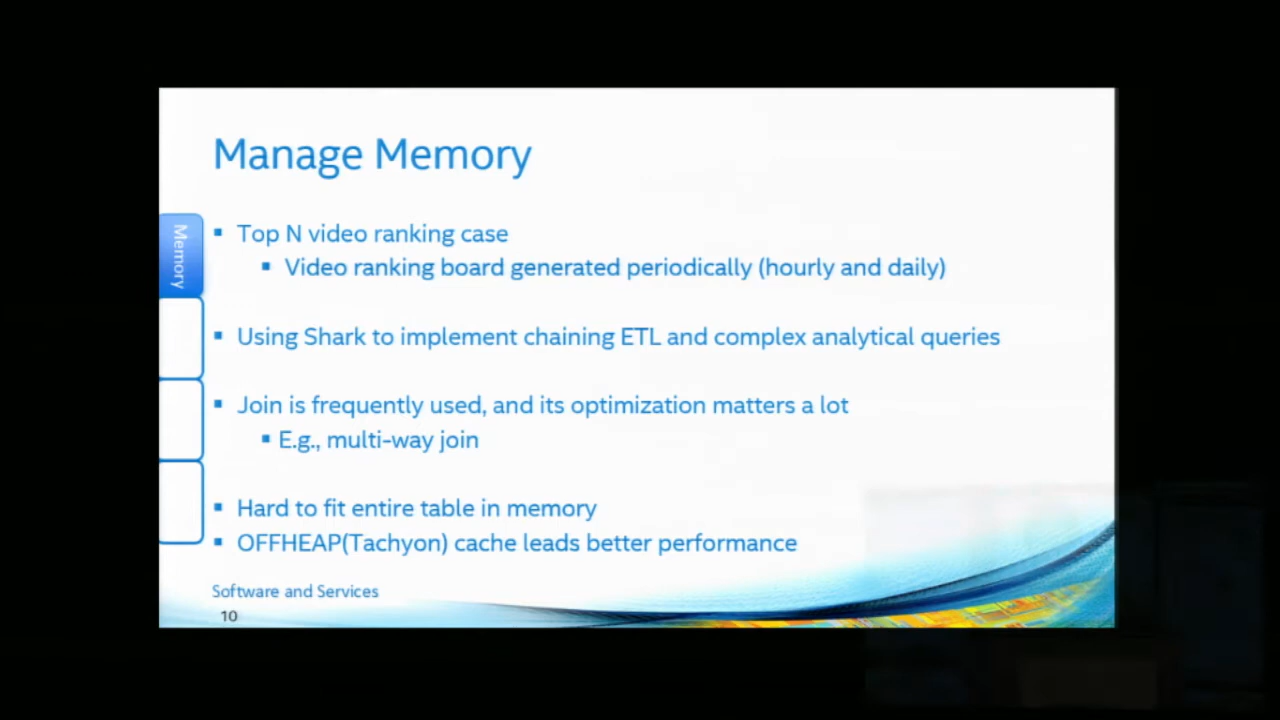 Manage Memory
Memory
Top N video ranking case
Video ranking board generated periodically (hourly and daily)
Using Shark to implement chaining ETL and complex analytical queries
Join is frequently used, and its optimization matters a lot
E.g., multi-way join
Hard to fit entire table in memory
OFFHEAP(Tachyon) cache leads better performance
Software and Services
10